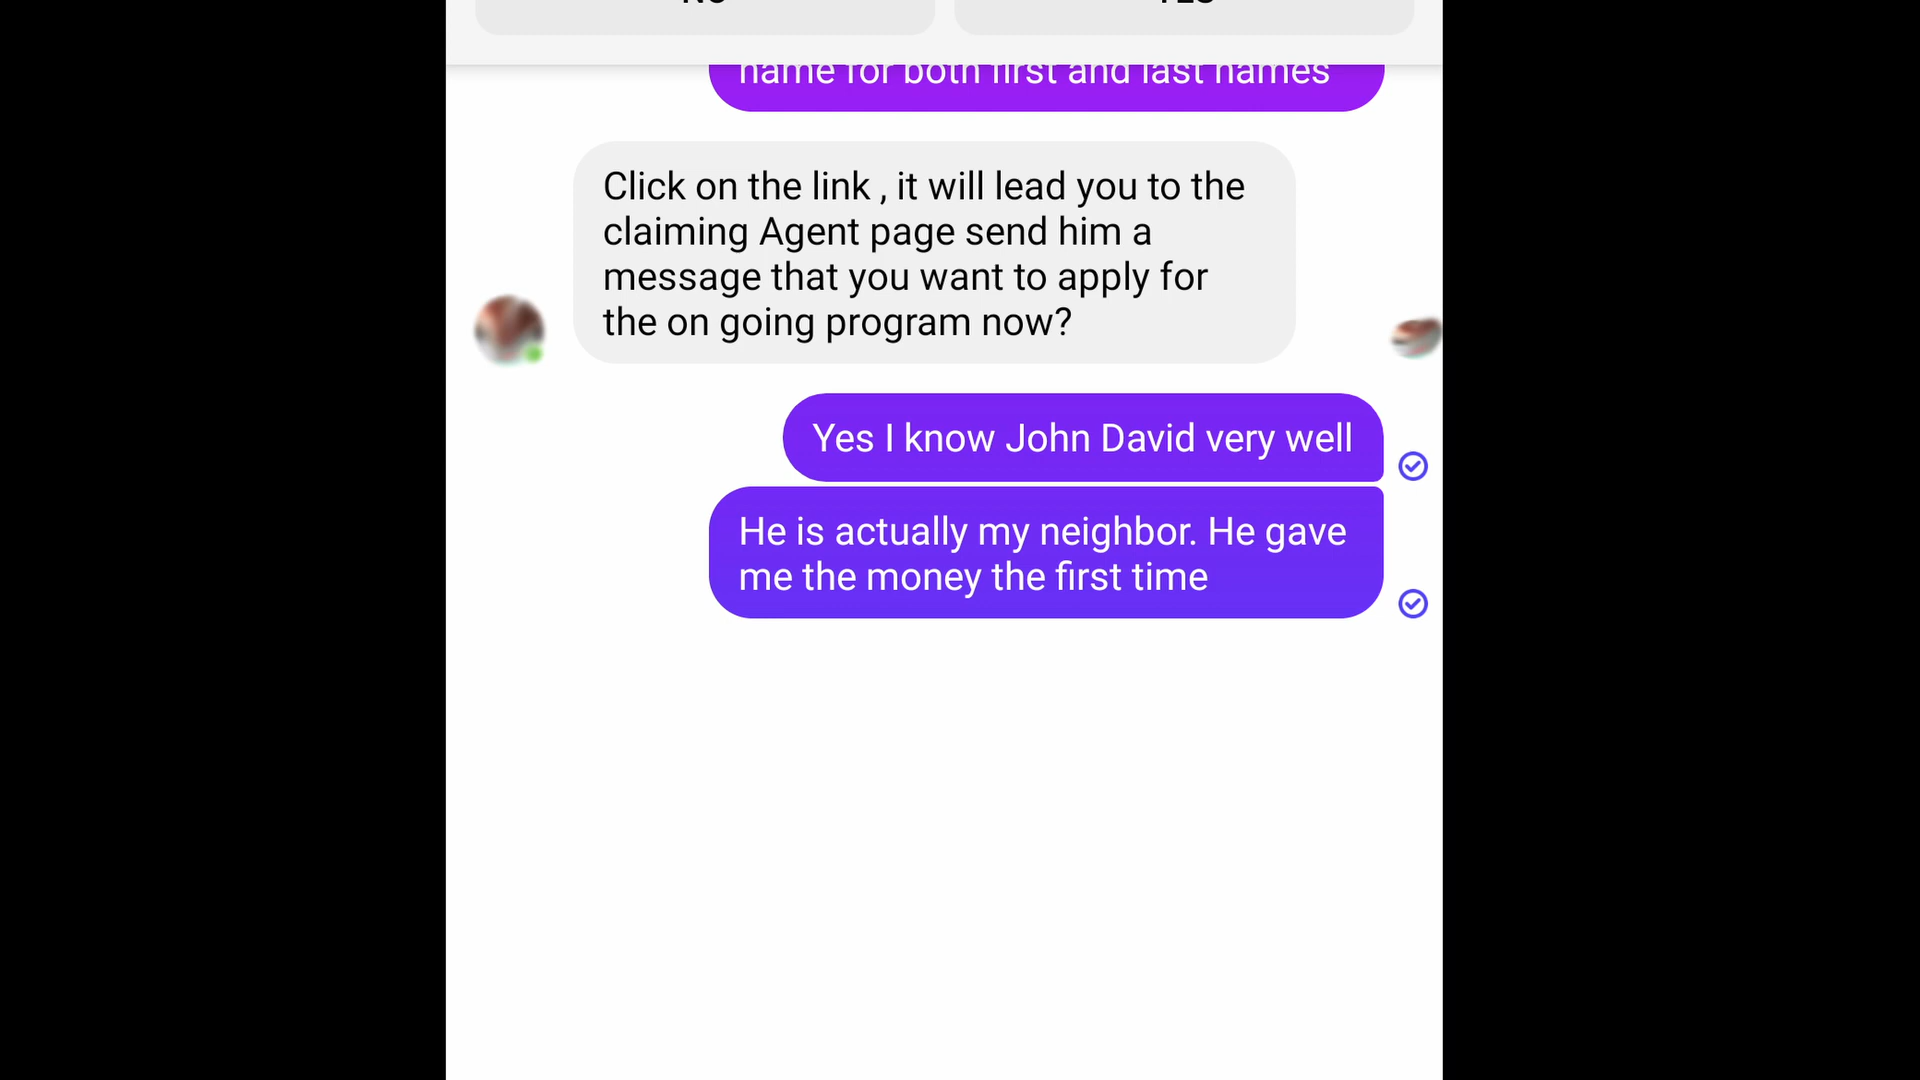 NO YES
name for both first and last names
Click on the link , it will lead you to the
claiming Agent page send him a
message that you want to apply for
the on going program now?
Yes I know John David very well
He is actually my neighbor. He gave
me the money the first time